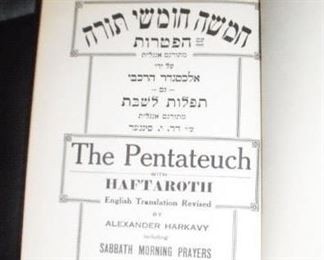 חמשה חומשי תורה
עם הפטרות
מתורגם אנגלית
על ידי
אלכסנדר הרכבי
תפלות לשבת
מתורגם אנגלית
The Pentateuch
WITH
HAFTAROTH
English Translation Revised
BY
ALEXANDER HARKAVY
including
SABBATH MORNING PRAYERS